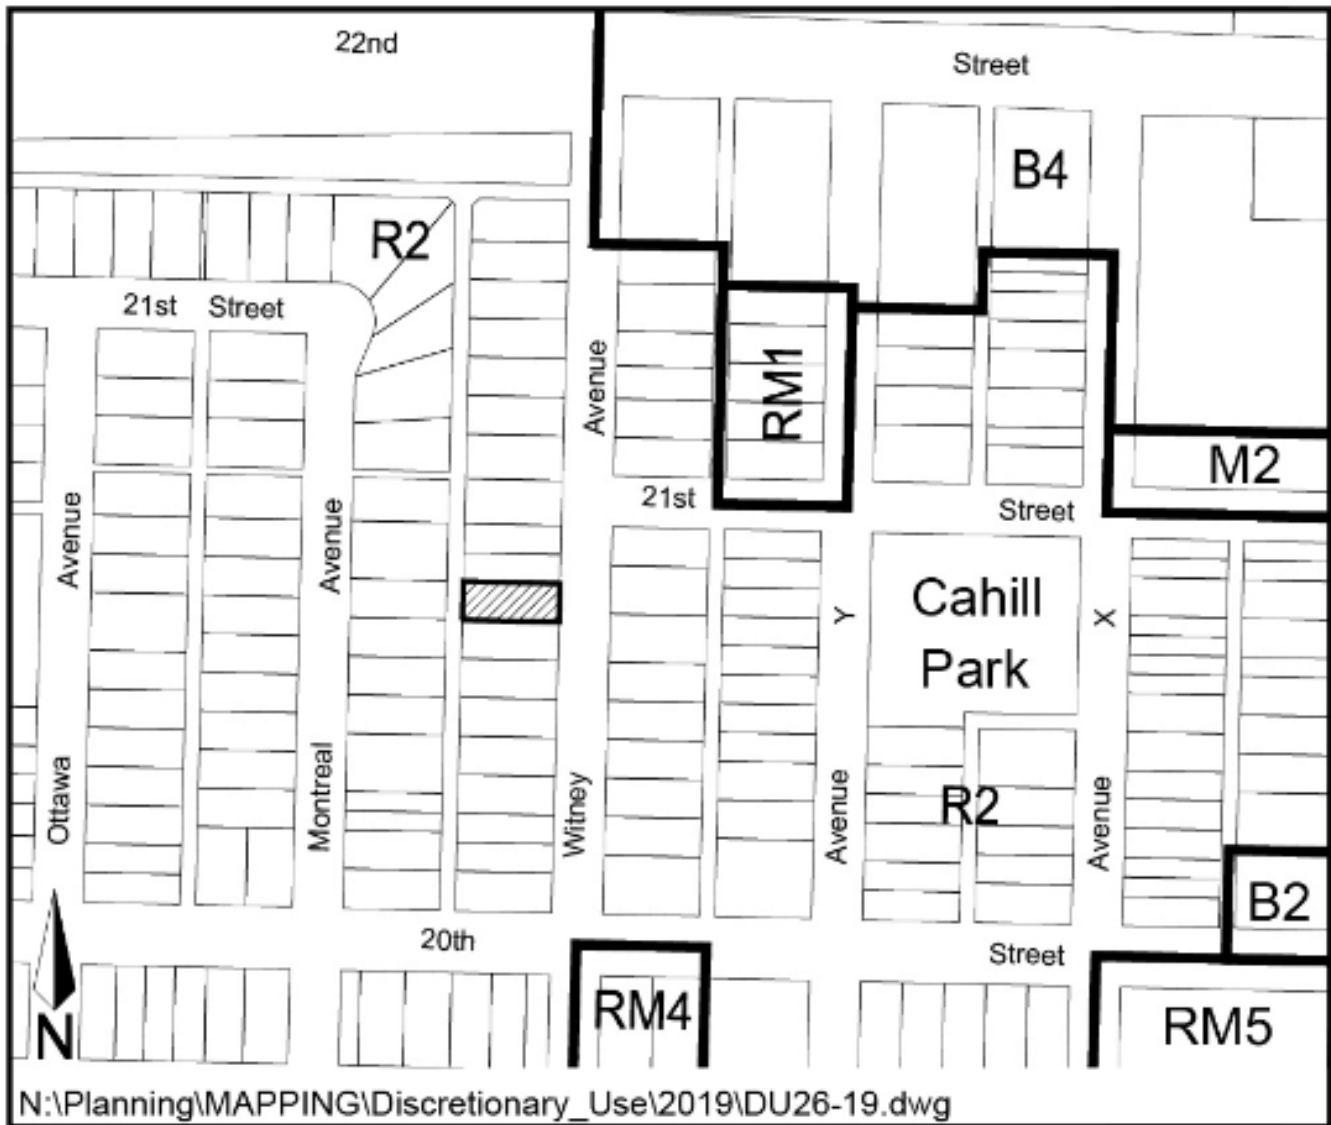 22nd
Street
B4
R2
21st Street
Avenue
RM1
M2
21st
Street
Avenue
Avenue
Cahill
Park
Y
X
Ottawa
Montreal
Witney
Avenue
R2
Avenue
B2
20th
Street
RM4
RM5
N
N:\Planning\MAPPING\Discretionary_Use\2019\DU26-19.dwg